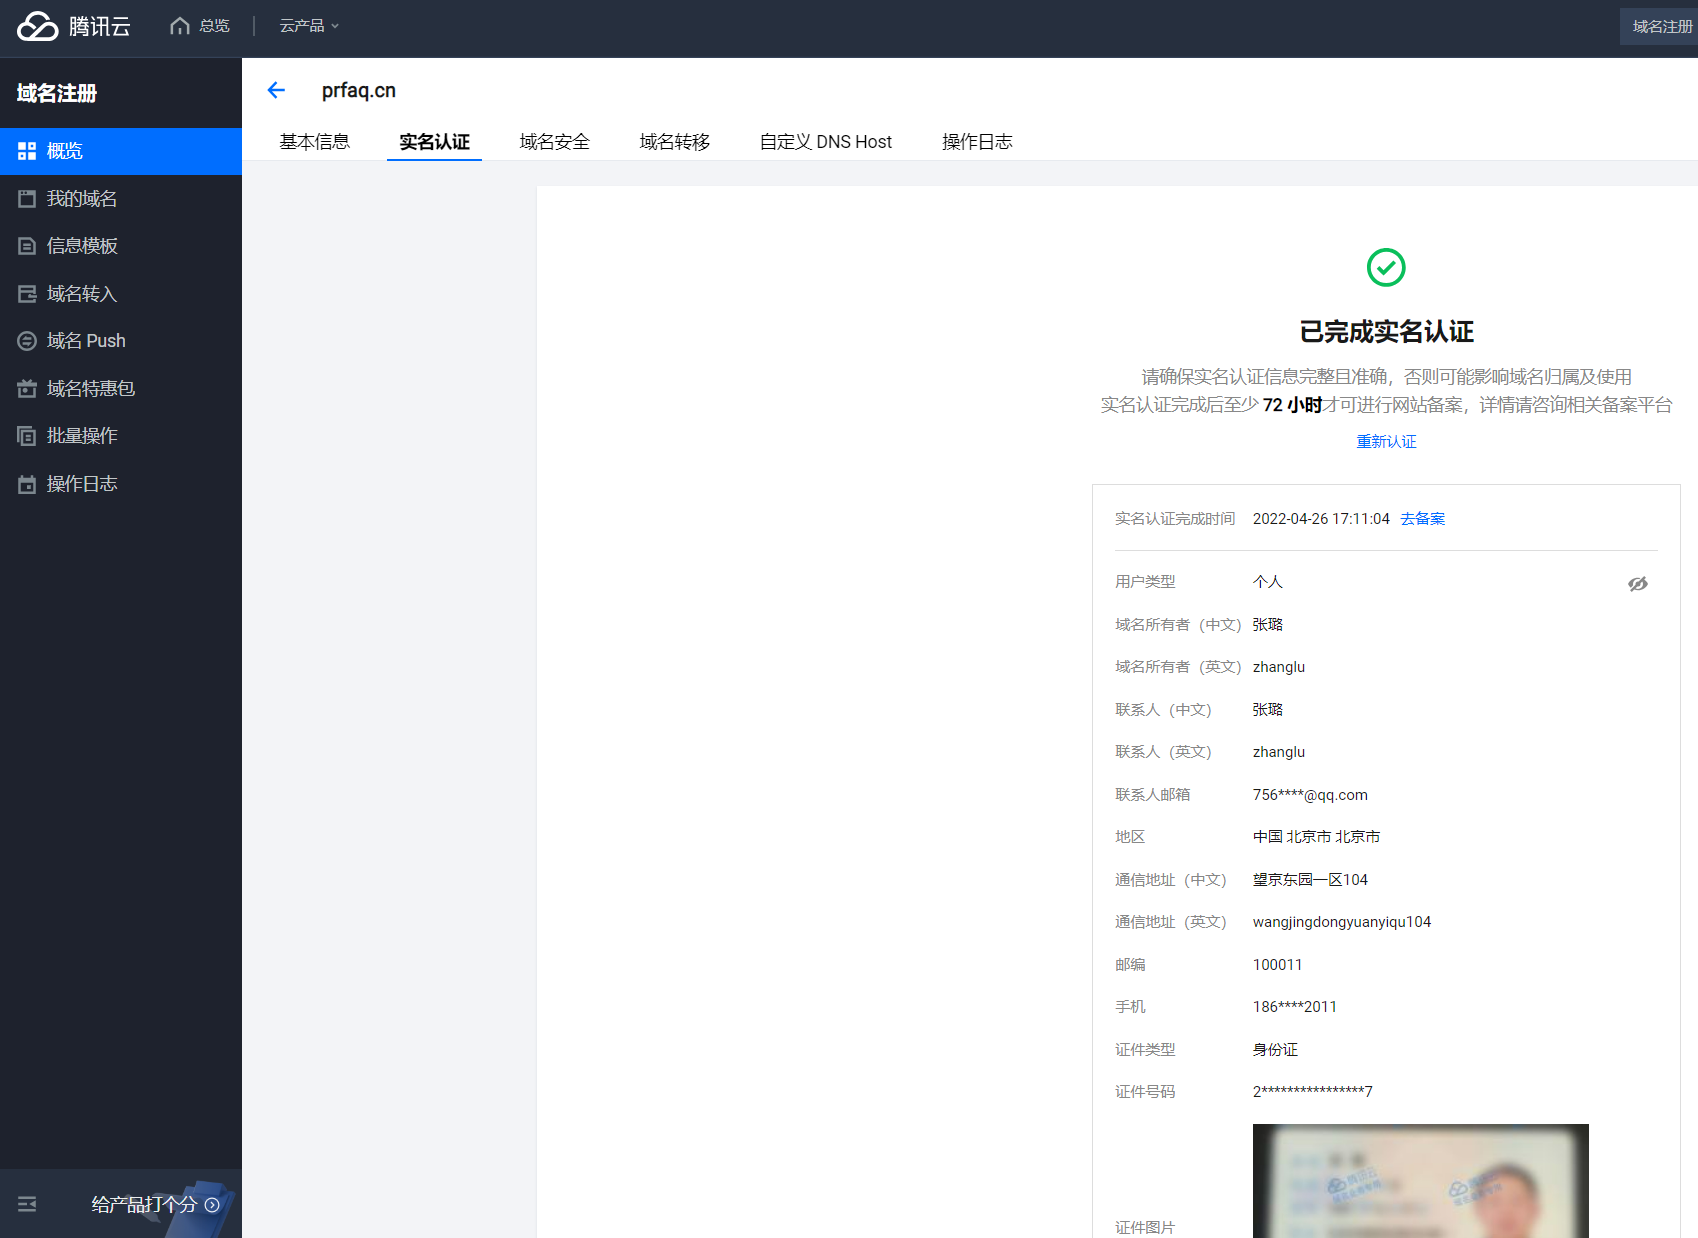 腾讯云
总览
云产品
域名注册
域名注册
概览
我的域名
信息模板
域名转入
域名 Push
域名特惠包
批量操作
操作日志
给产品打个分
prfaq.cn
基本信息
实名认证
域名安全
域名转移
自定义 DNS Host
操作日志
已完成实名认证
请确保实名认证信息完整且准确，否则可能影响域名归属及使用
实名认证完成后至少 72 小时才可进行网站备案，详情请咨询相关备案平台
重新认证
实名认证完成时间 2022-04-26 17:11:04 去备案
用户类型 个人
域名所有者（中文） 张璐
域名所有者（英文） zhanglu
联系人（中文） 张璐
联系人（英文） zhanglu
联系人邮箱 756****@qq.com
地区 中国 北京市 北京市
通信地址（中文） 望京东园一区104
通信地址（英文） wangjingdongyuanyiqu104
邮编 100011
手机 186****2011
证件类型 身份证
证件号码 2****************7
证件图片